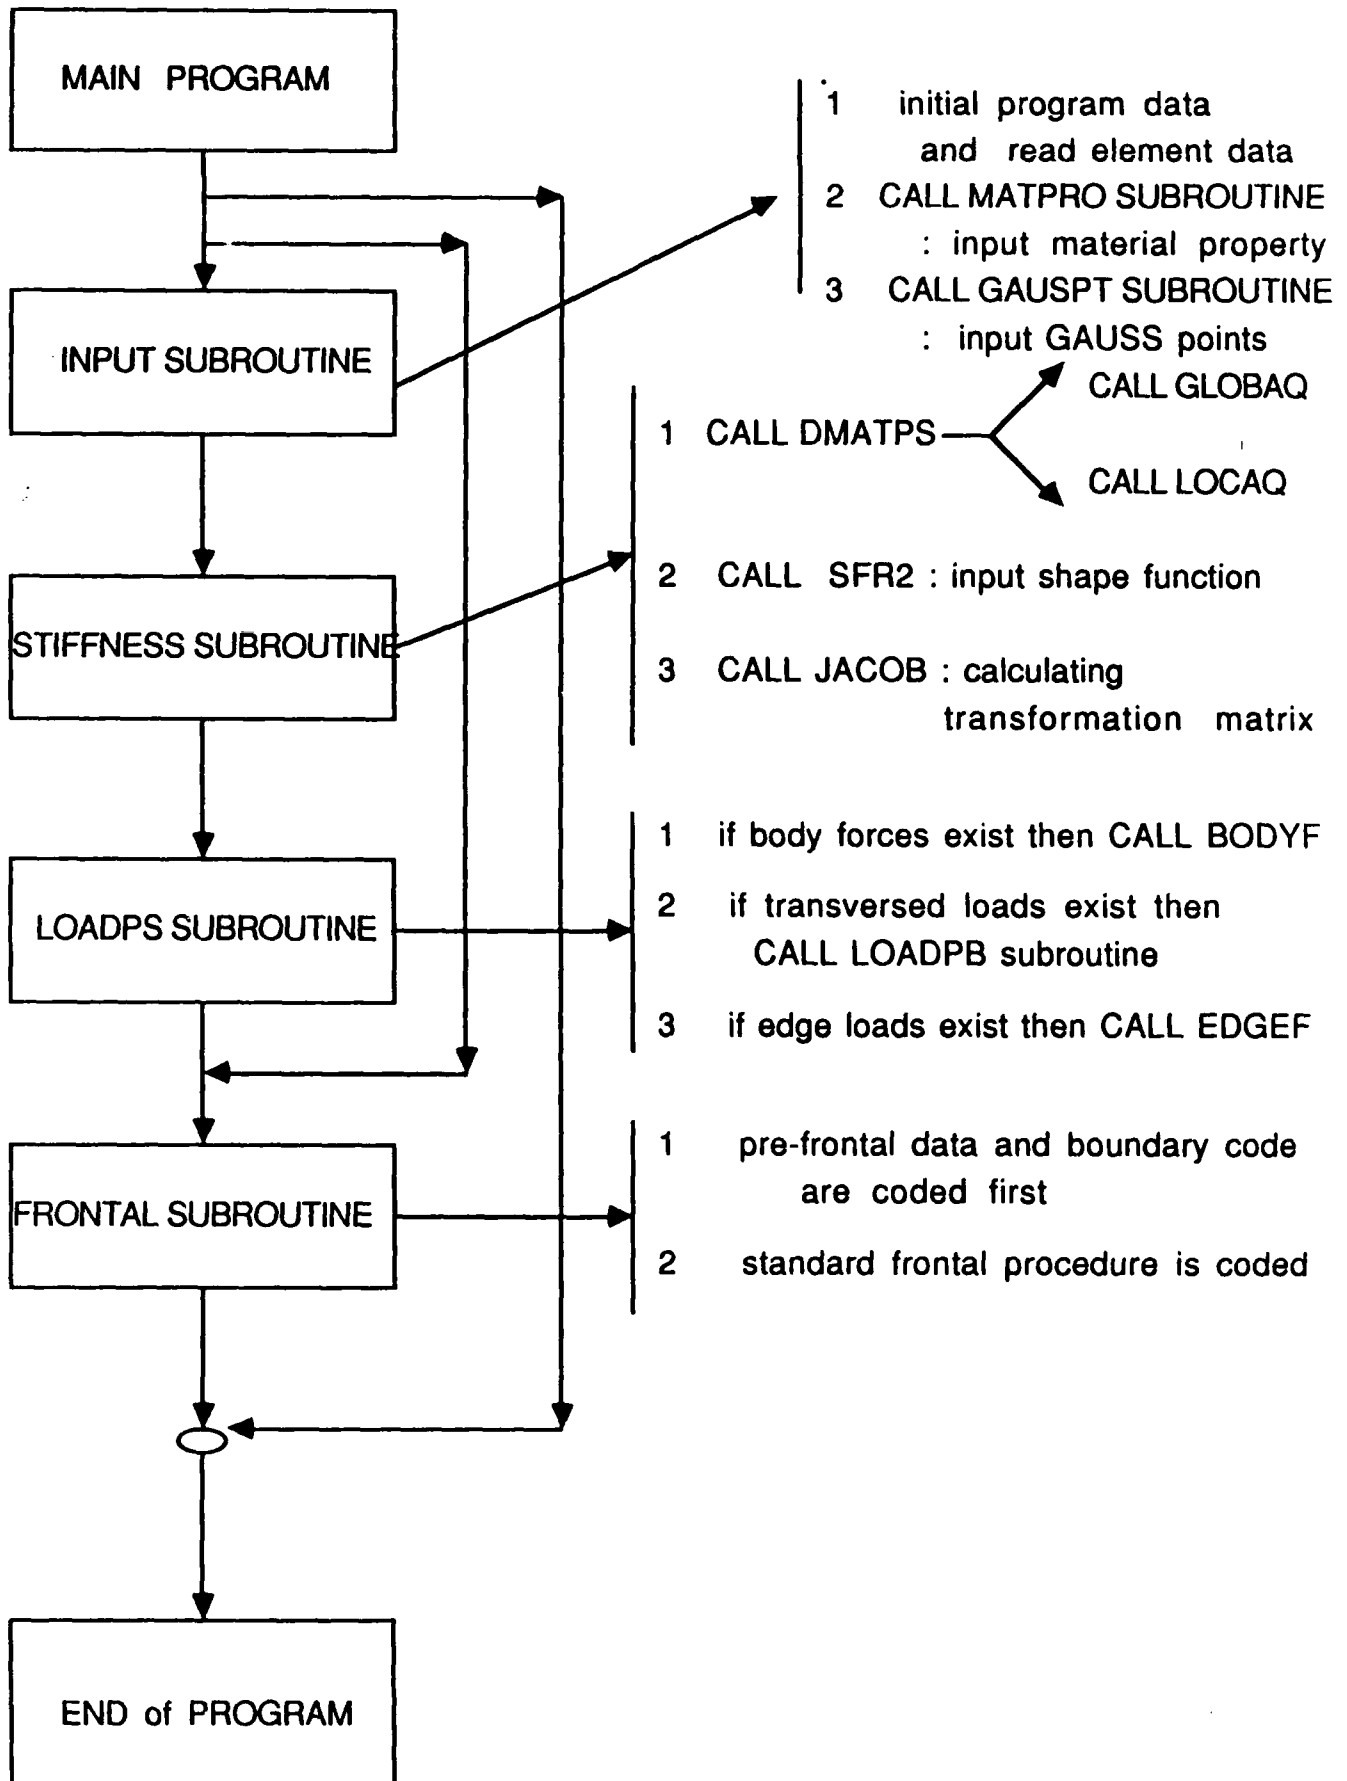 MAIN PROGRAM
1 initial program data
and read element data
2 CALL MATPRO SUBROUTINE
: input material property
3 CALL GAUSPT SUBROUTINE
: input GAUSS points
INPUT SUBROUTINE
CALL GLOBAQ
1 CALL DMATPS
CALL LOCAQ
2 CALL SFR2 : input shape function
STIFFNESS SUBROUTINE
3 CALL JACOB : calculating
transformation matrix
1 if body forces exist then CALL BODYF
2 if transversed loads exist then
CALL LOADPB subroutine
LOADPS SUBROUTINE
3 if edge loads exist then CALL EDGEF
1 pre-frontal data and boundary code
are coded first
FRONTAL SUBROUTINE
2 standard frontal procedure is coded
END of PROGRAM